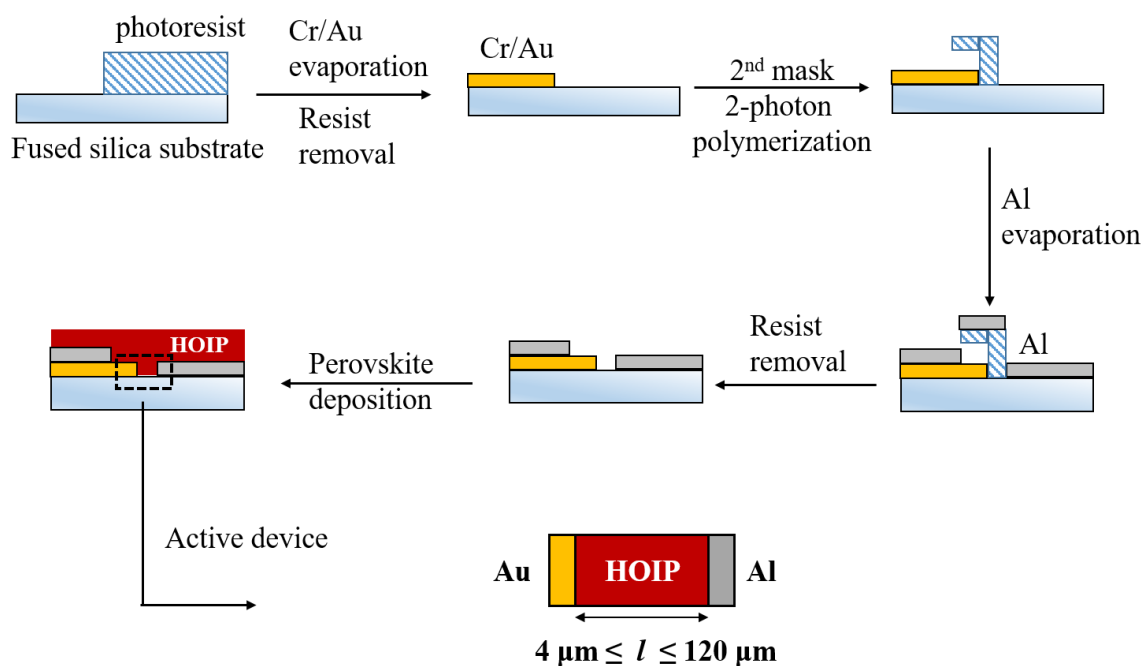 photoresist
Fused silica substrate
Cr/Au
evaporation
Resist
removal
Cr/Au
2nd mask
2-photon
polymerization
Al
evaporation
Al
Resist
removal
Perovskite
deposition
HOIP
Active device
Au
HOIP
Al
4 μm ≤ l ≤ 120 μm